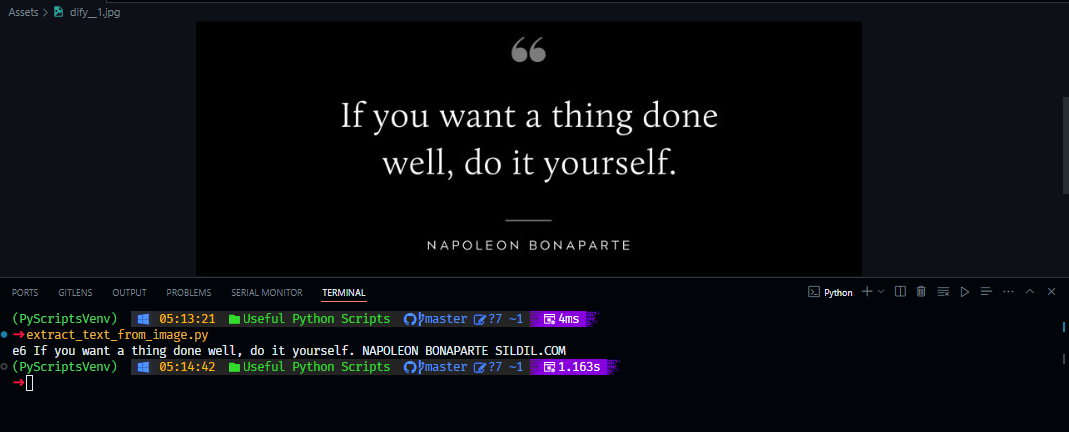 Assets > dify__1.jpg
“
If you want a thing done
well, do it yourself.
NAPOLEON BONAPARTE
PORTS GITLENS OUTPUT PROBLEMS SERIAL MONITOR TERMINAL Python
(PyScriptsVenv) 05:13:21 Useful Python Scripts master ?7 ~1 4ms
➜extract_text_from_image.py
e6 If you want a thing done well, do it yourself. NAPOLEON BONAPARTE SILDIL.COM
(PyScriptsVenv) 05:14:42 Useful Python Scripts master ?7 ~1 1.163s
➜